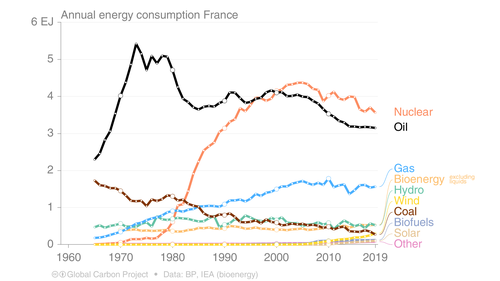 Annual energy consumption France
6 EJ
5
4
3
2
1
0
1960
1970
1980
1990
2000
2010
2019
Nuclear
Oil
Gas
Bioenergy excluding liquids
Hydro
Wind
Coal
Biofuels
Solar
Other
Global Carbon Project • Data: BP, IEA (bioenergy)